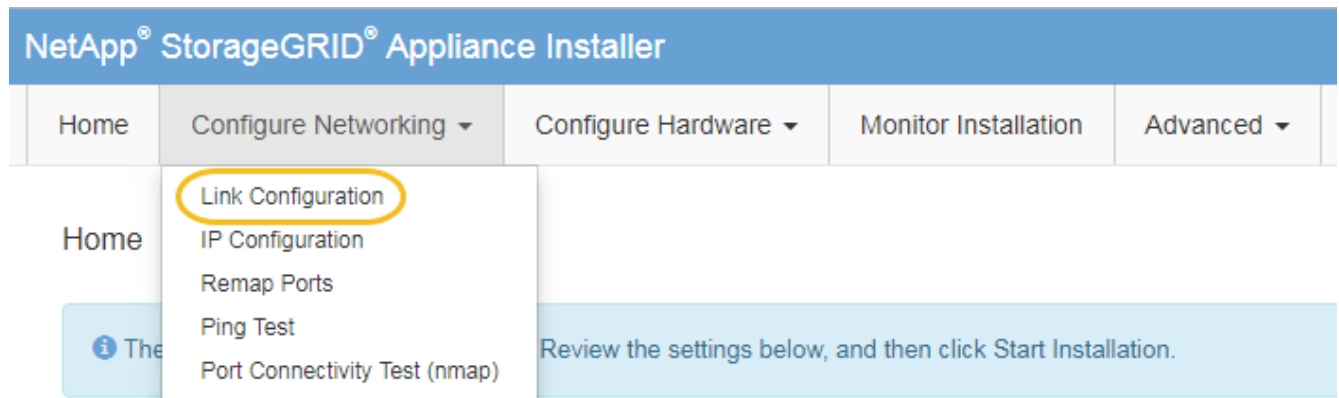 NetApp® StorageGRID® Appliance Installer
Home Configure Networking Configure Hardware Monitor Installation Advanced
Link Configuration
Home
IP Configuration
Remap Ports
Ping Test
The Review the settings below, and then click Start Installation.
Port Connectivity Test (nmap)